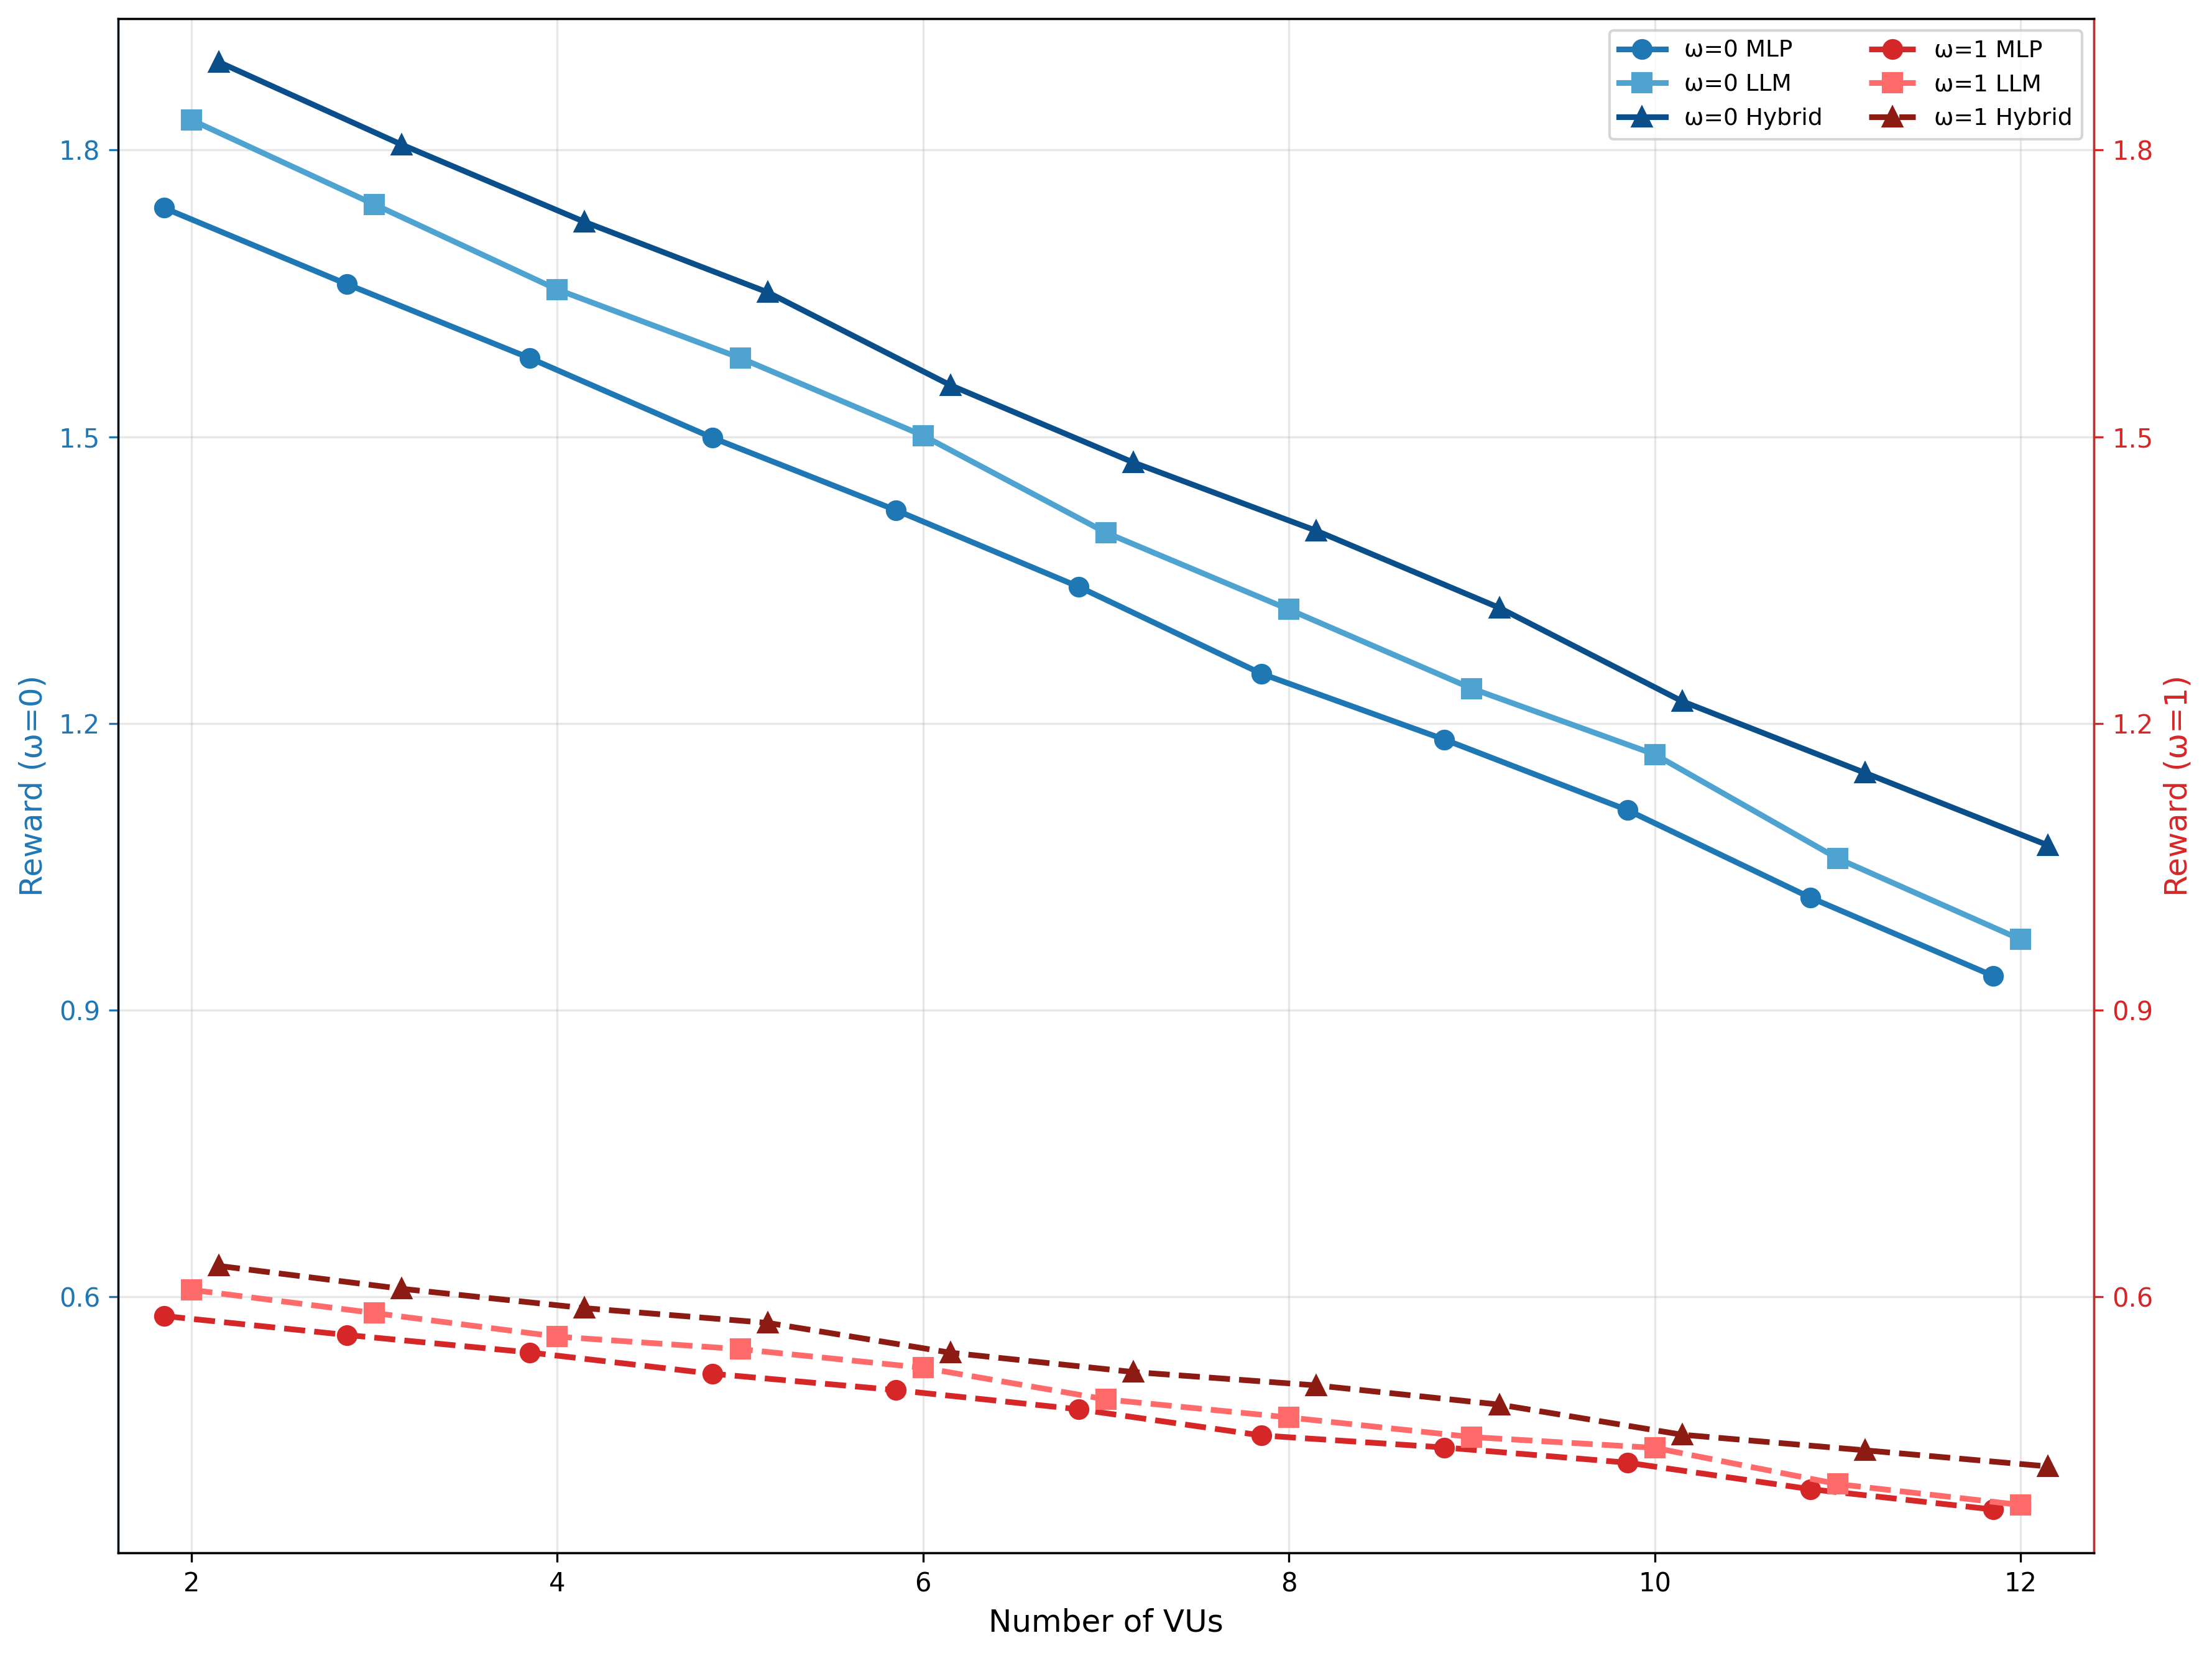 ω=0 MLP
ω=0 LLM
ω=0 Hybrid
ω=1 MLP
ω=1 LLM
ω=1 Hybrid
Reward (ω=0)
1.8
1.5
1.2
0.9
0.6
1.8
1.5
1.2
0.9
0.6
Reward (ω=1)
2 4 6 8 10 12
Number of VUs